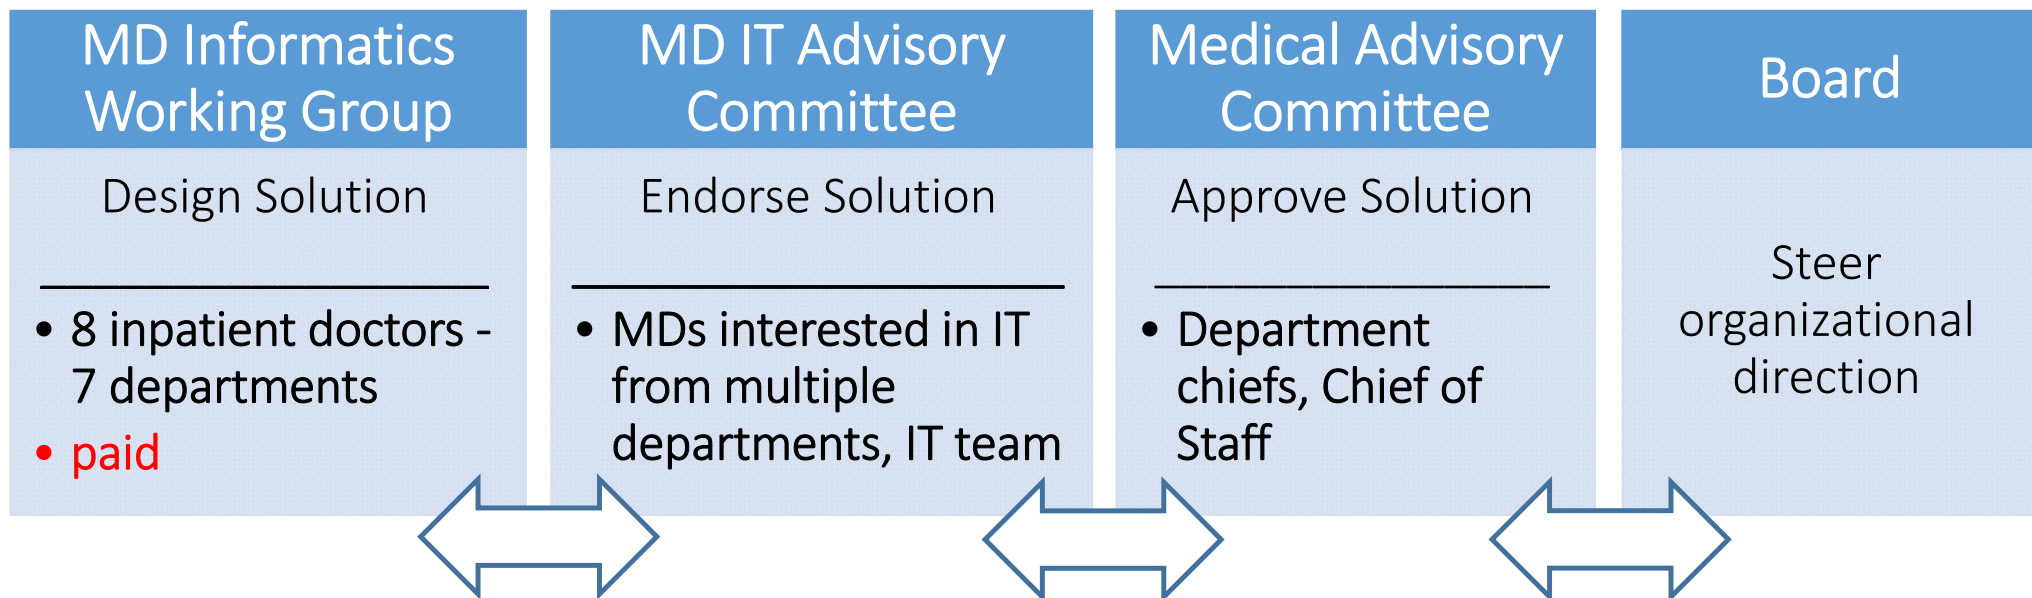 MD Informatics
Working Group
Design Solution
• 8 inpatient doctors -
7 departments
• paid
MD IT Advisory
Committee
Endorse Solution
• MDs interested in IT
from multiple
departments, IT team
Medical Advisory
Committee
Approve Solution
• Department
chiefs, Chief of
Staff
Board
Steer
organizational
direction